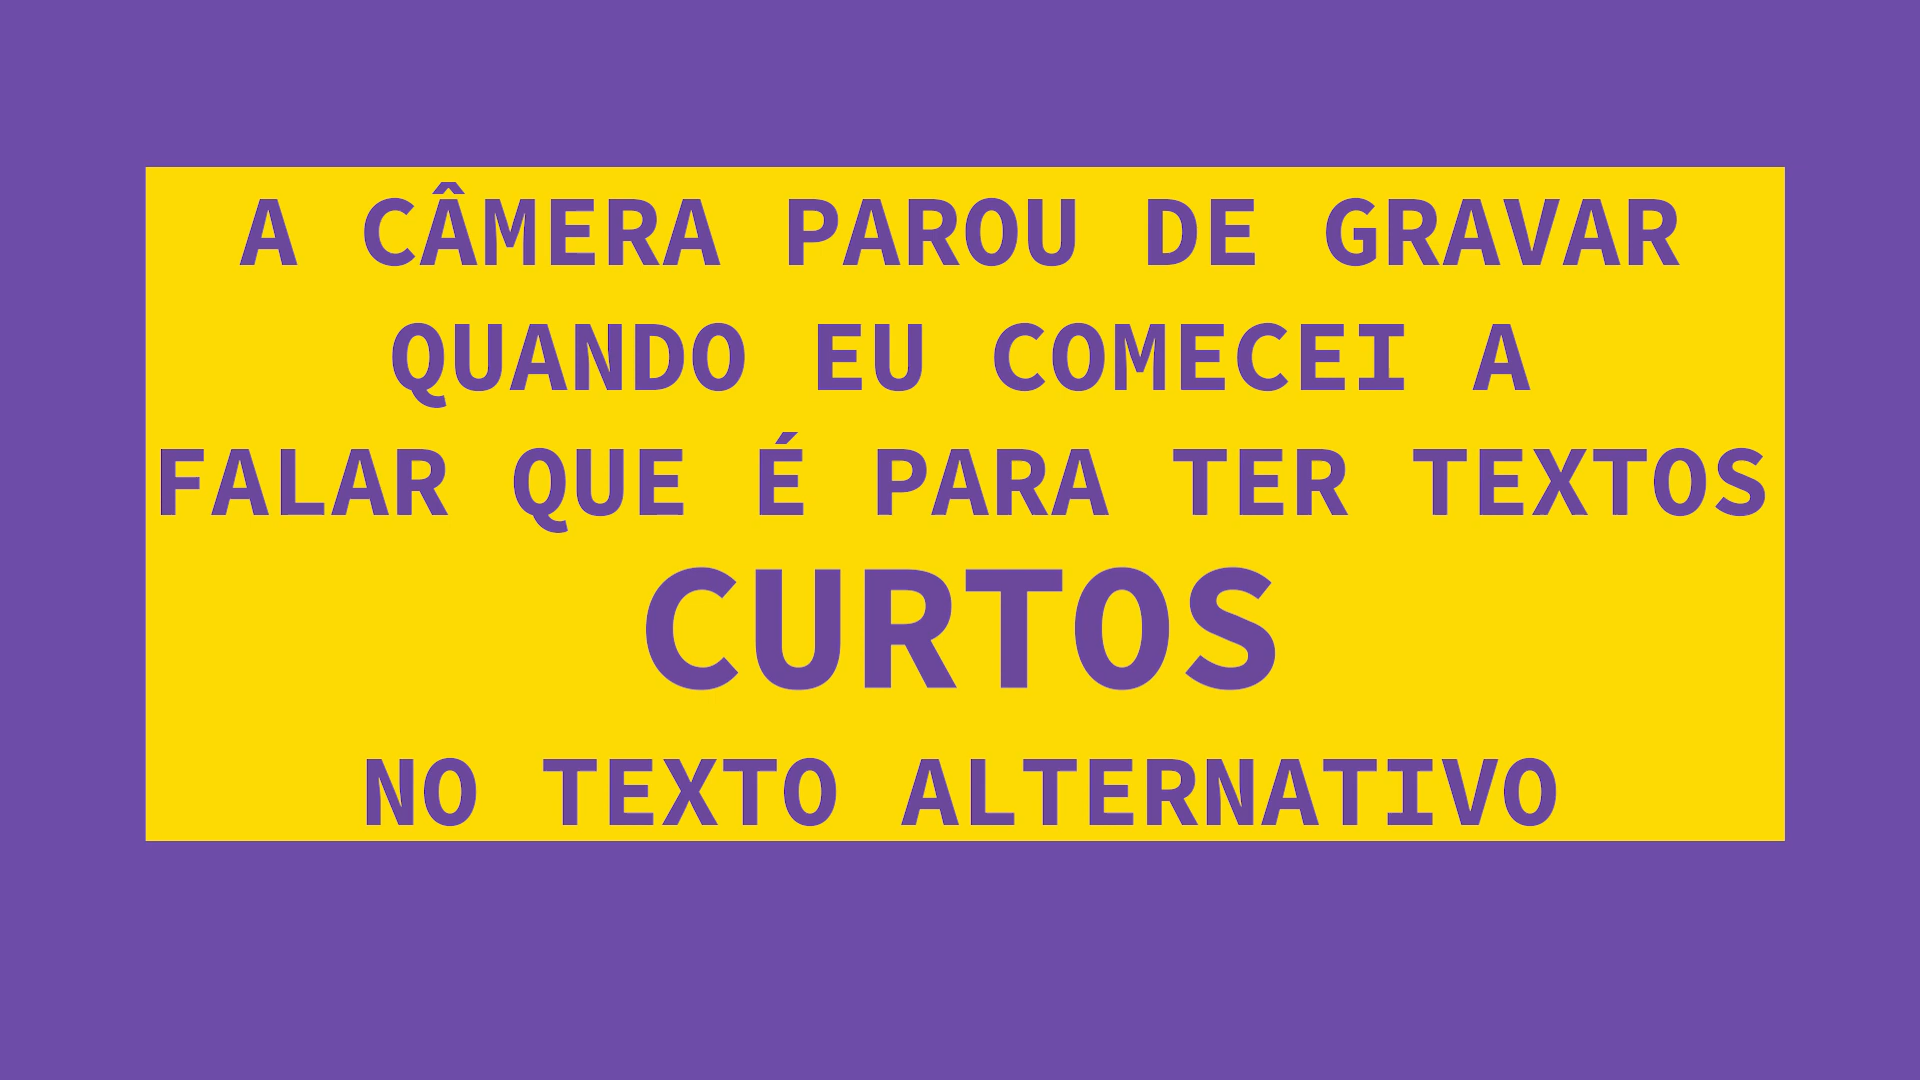 A CÂMERA PAROU DE GRAVAR
QUANDO EU COMECEI A
FALAR QUE É PARA TER TEXTOS
CURTOS
NO TEXTO ALTERNATIVO